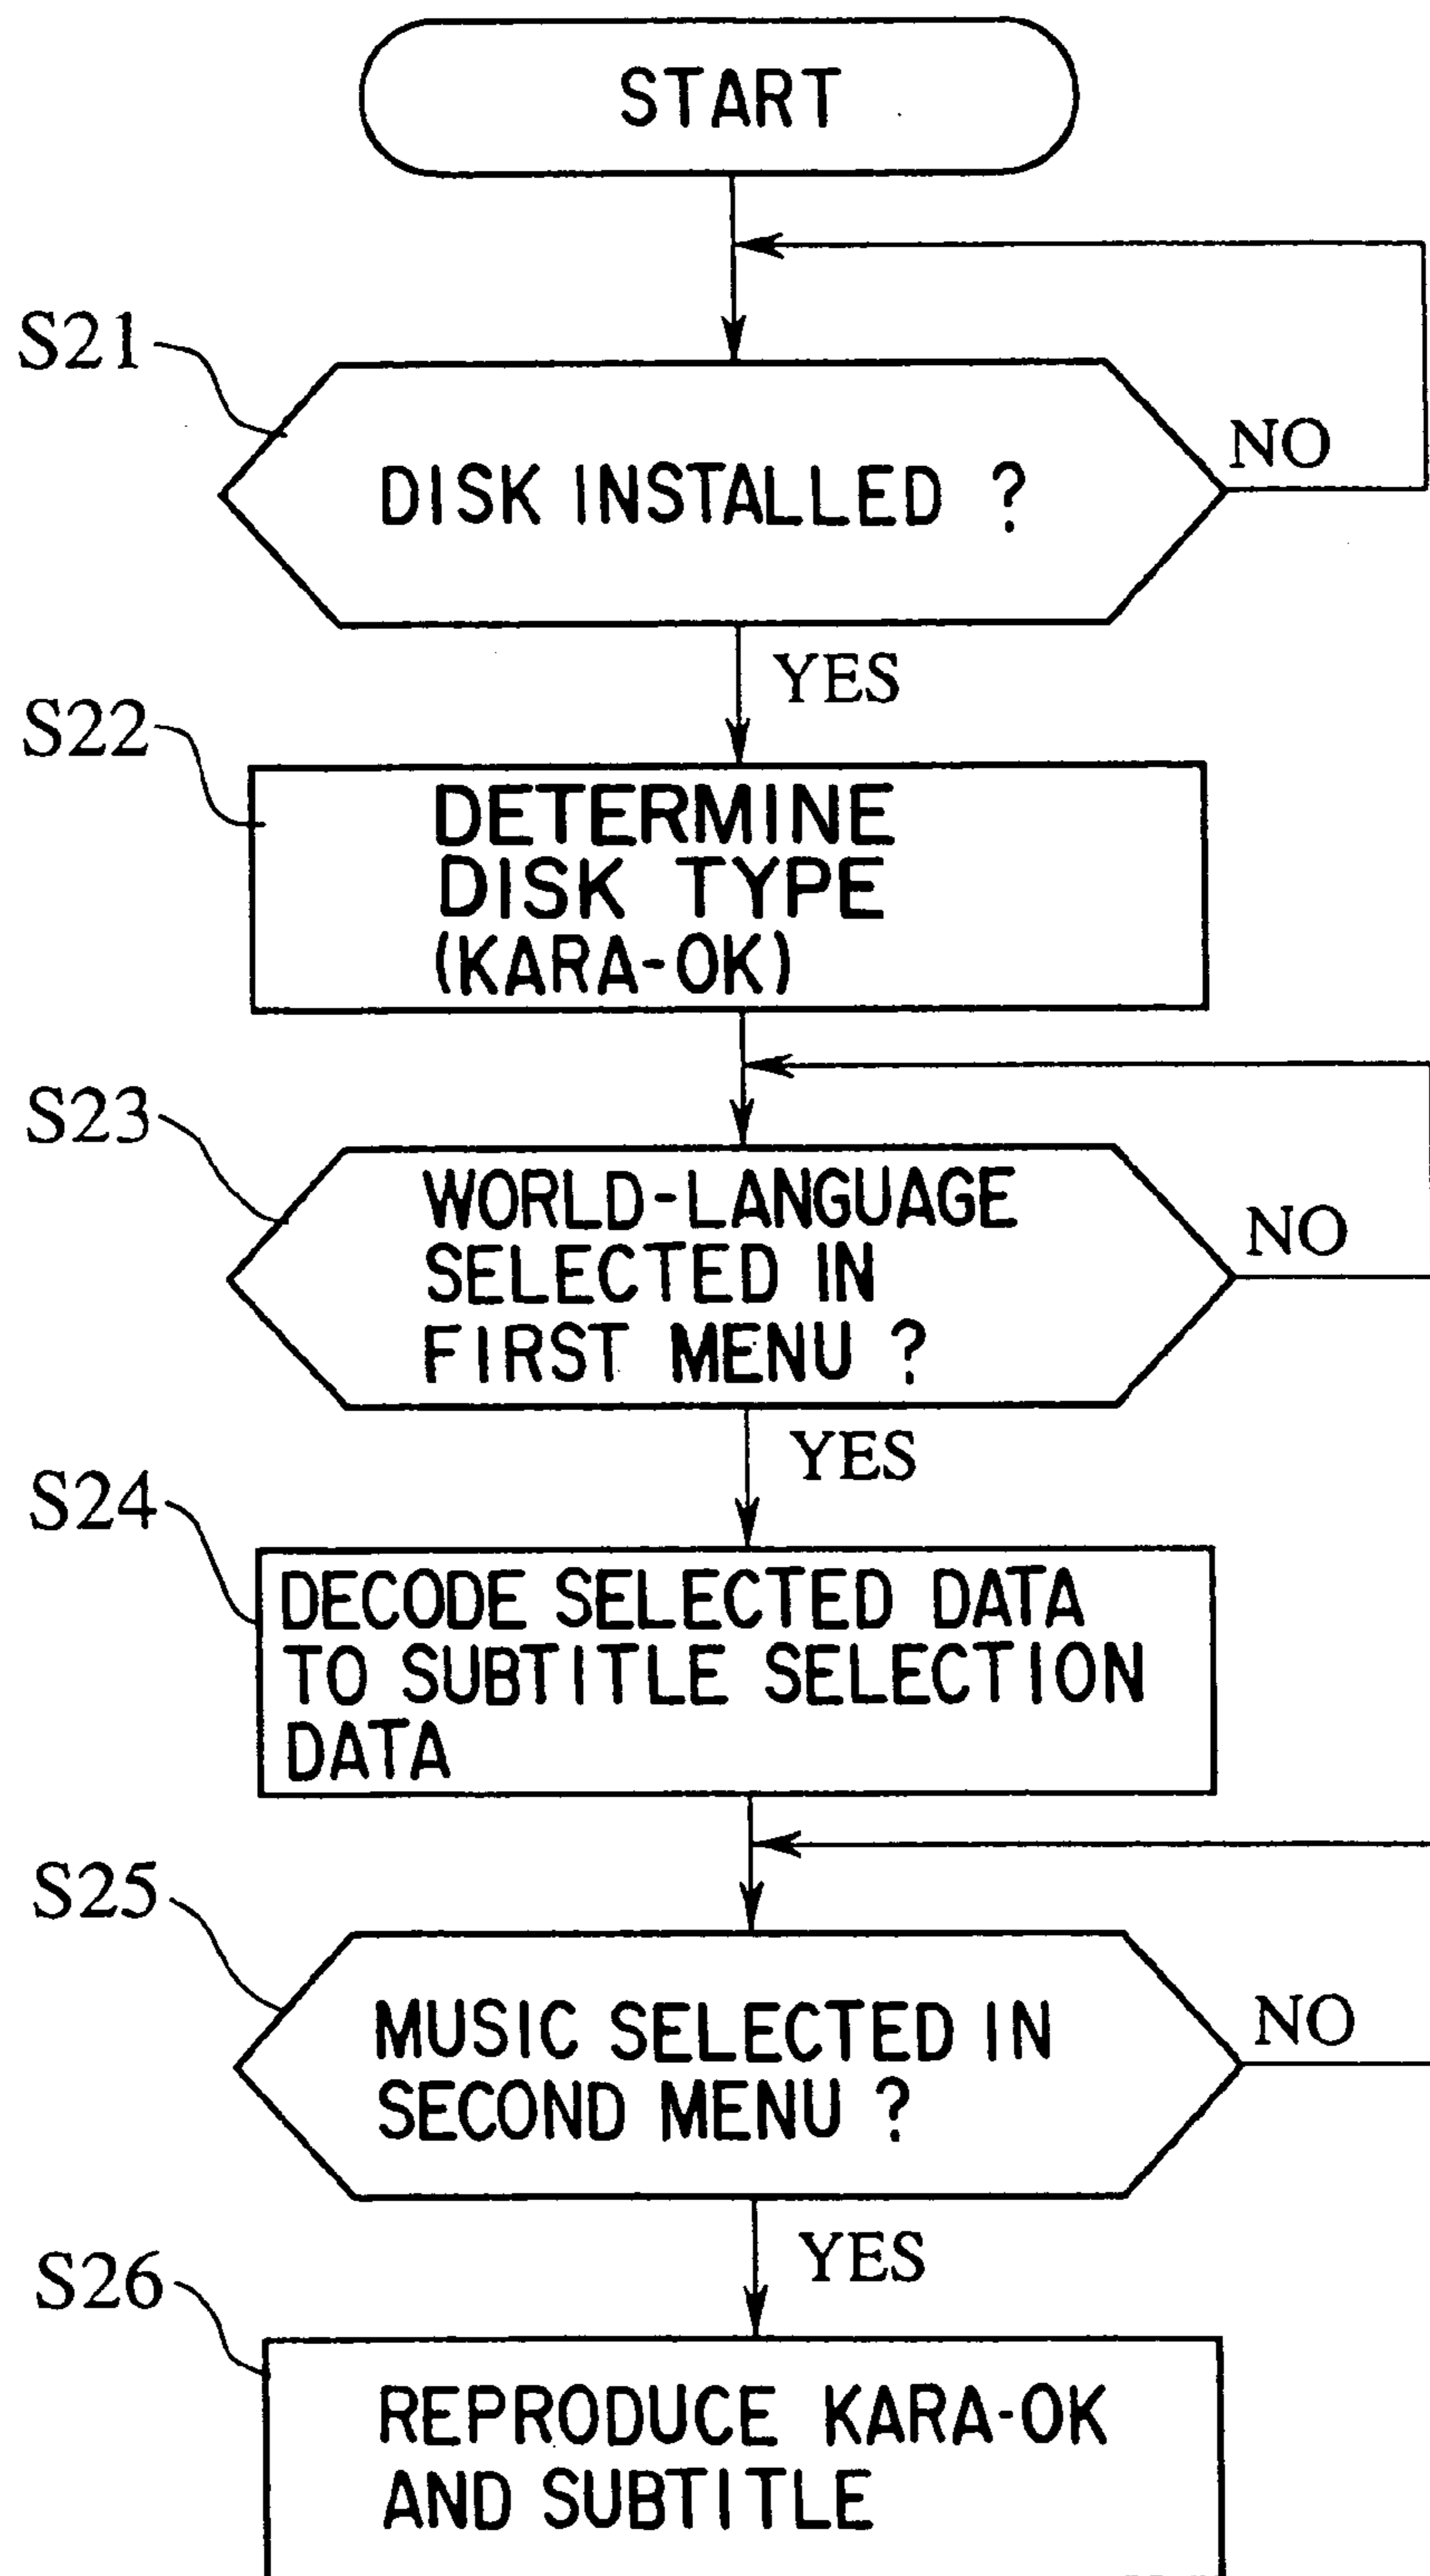 START
S21
DISK INSTALLED ?
NO
YES
S22
DETERMINE
DISK TYPE
(KARA-OK)
S23
WORLD-LANGUAGE
SELECTED IN
FIRST MENU ?
NO
YES
S24
DECODE SELECTED DATA
TO SUBTITLE SELECTION
DATA
S25
MUSIC SELECTED IN
SECOND MENU ?
NO
YES
S26
REPRODUCE KARA-OK
AND SUBTITLE